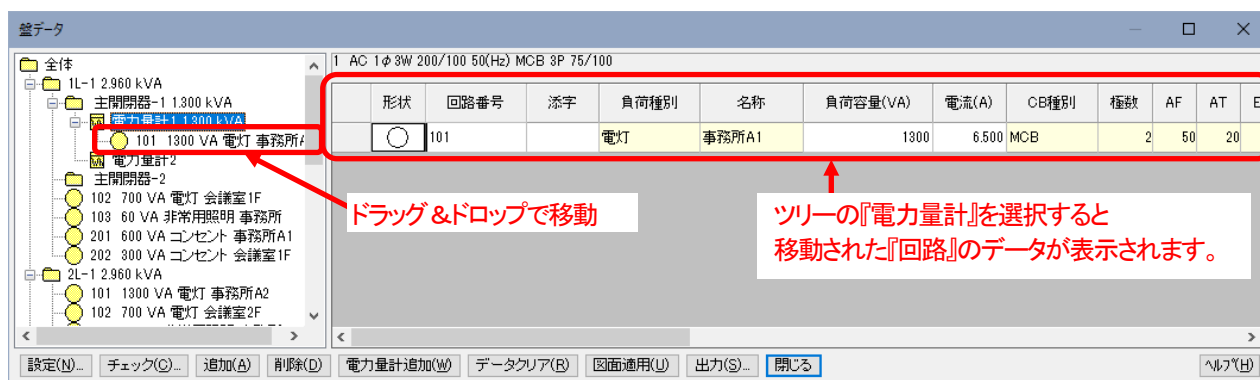 盤データ
全体
1L-1 2.960 kVA
主開閉器-1 1.300 kVA
電力量計1 1.300 kVA
101 1300 VA 電灯 事務所
電力量計2
主開閉器-2
102 700 VA 電灯 会議室1F
103 60 VA 非常用照明 事務所
201 600 VA コンセント 事務所A1
202 300 VA コンセント 会議室1F
2L-1 2.960 kVA
101 1300 VA 電灯 事務所A2
102 700 VA 電灯 会議室2F
1 AC 1φ3W 200/100 50(Hz) MCB 3P 75/100
形状 回路番号 添字 負荷種別 名称 負荷容量(VA) 電流(A) CB種別 極数 AF AT E
101 電灯 事務所A1 1300 6.500 MCB 2 50 20
ドラッグ&ドロップで移動
ツリーの『電力量計』を選択すると
移動された『回路』のデータが表示されます。
設定(N)... チェック(C)... 追加(A) 削除(D) 電力量計追加(W) データクリア(R) 図面適用(U) 出力(S)... 閉じる ヘルプ(H)